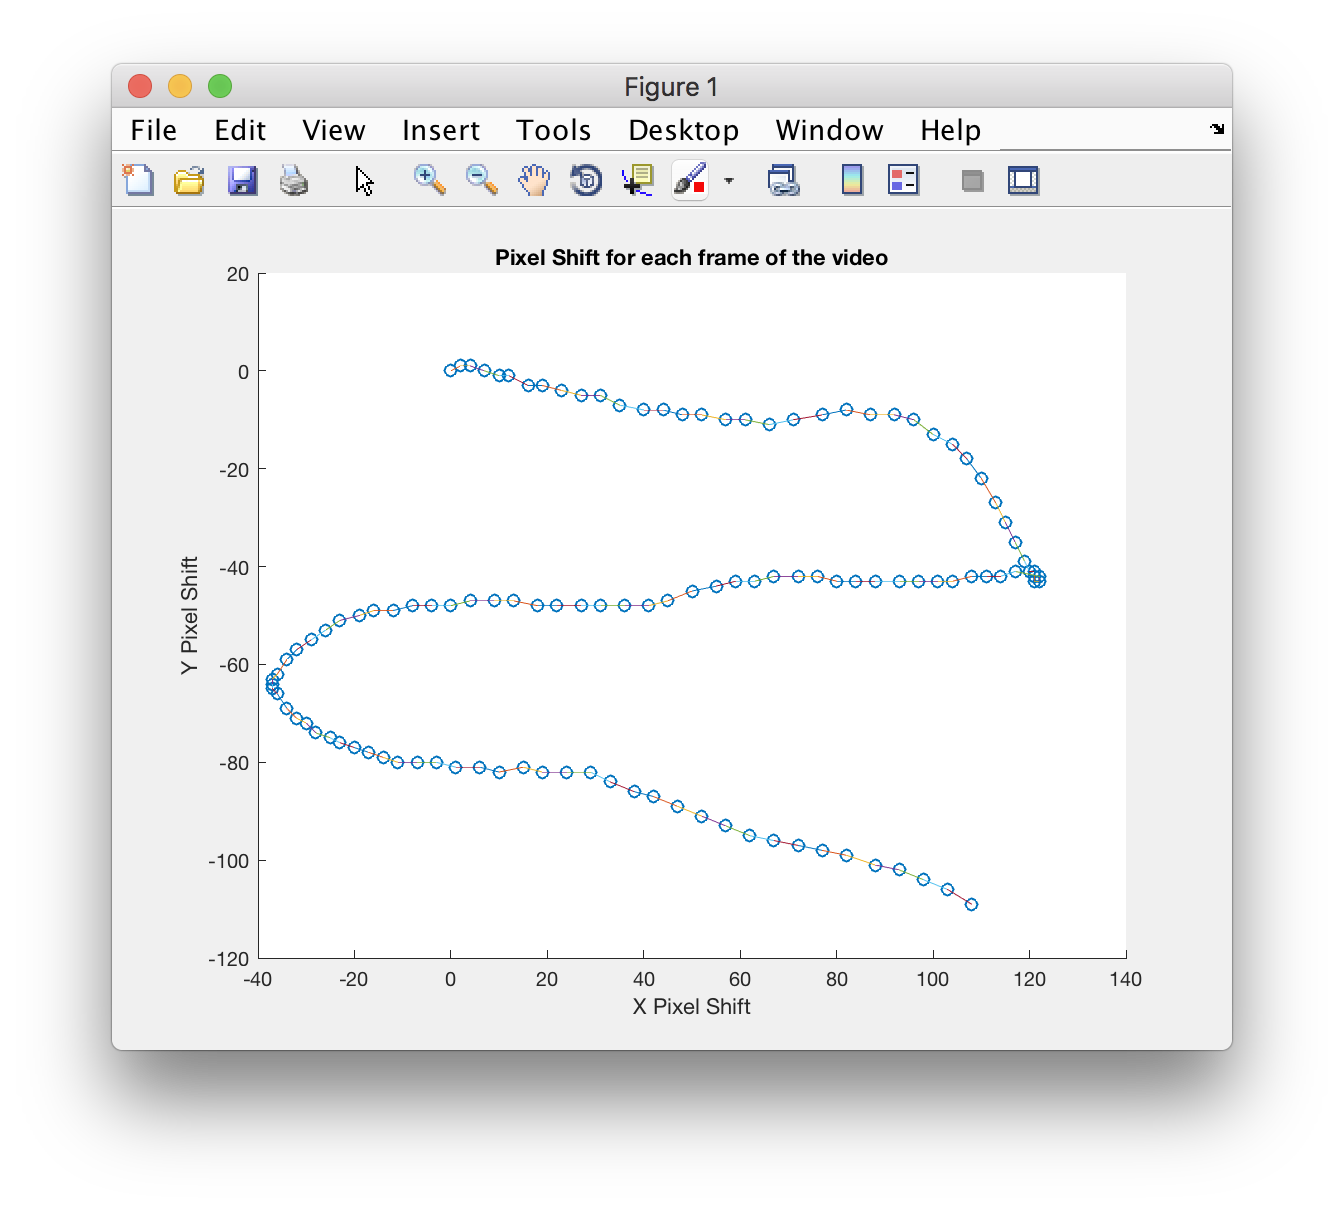 Figure 1
File Edit View Insert Tools Desktop Window Help
Pixel Shift for each frame of the video
20
0
-20
-40
-60
-80
-100
-120
Y Pixel Shift
-40 -20 0 20 40 60 80 100 120 140
X Pixel Shift